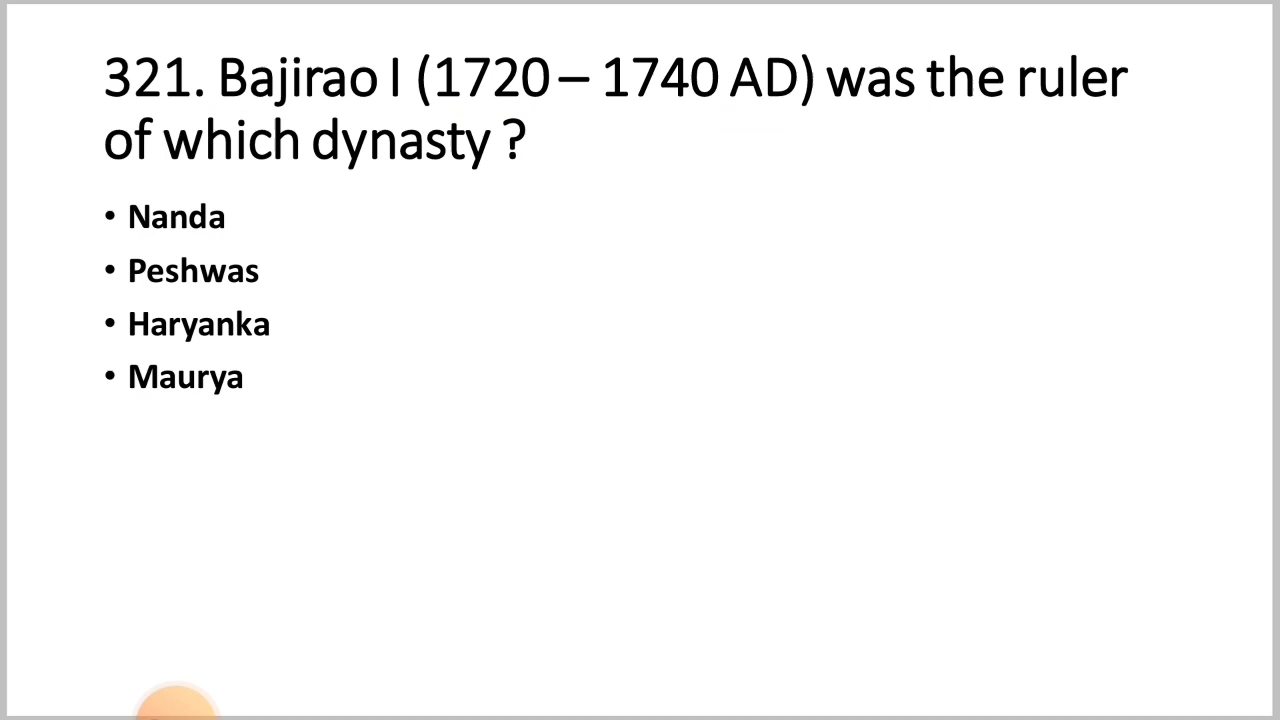 321. Bajirao I (1720 – 1740 AD) was the ruler
of which dynasty ?
• Nanda
• Peshwas
• Haryanka
• Maurya